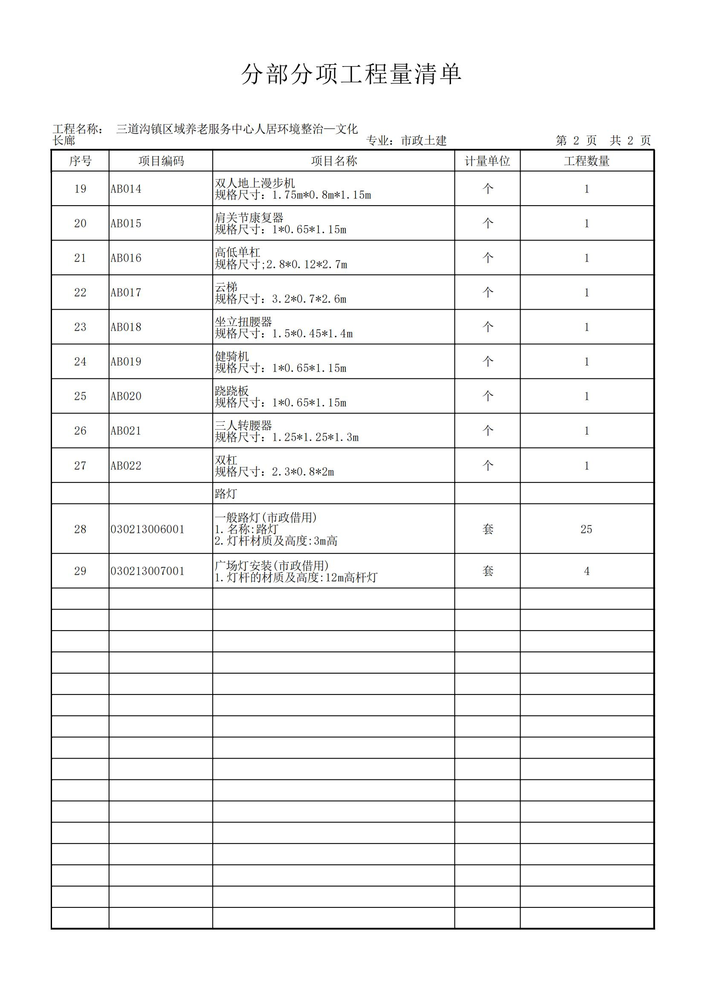 分部分项工程量清单
工程名称： 三道沟镇区域养老服务中心人居环境整治—文化
长廊 专业：市政土建 第 2 页 共 2 页
序号 项目编码 项目名称 计量单位 工程数量
19 AB014 双人地上漫步机 个 1
规格尺寸：1.75m*0.8m*1.15m
20 AB015 肩关节康复器 个 1
规格尺寸：1*0.65*1.15m
21 AB016 高低单杠 个 1
规格尺寸;2.8*0.12*2.7m
22 AB017 云梯 个 1
规格尺寸：3.2*0.7*2.6m
23 AB018 坐立扭腰器 个 1
规格尺寸：1.5*0.45*1.4m
24 AB019 健骑机 个 1
规格尺寸：1*0.65*1.15m
25 AB020 跷跷板 个 1
规格尺寸：1*0.65*1.15m
26 AB021 三人转腰器 个 1
规格尺寸：1.25*1.25*1.3m
27 AB022 双杠 个 1
规格尺寸：2.3*0.8*2m
路灯
28 030213006001 一般路灯(市政借用) 套 25
1.名称:路灯
2.灯杆材质及高度:3m高
29 030213007001 广场灯安装(市政借用) 套 4
1.灯杆的材质及高度:12m高杆灯